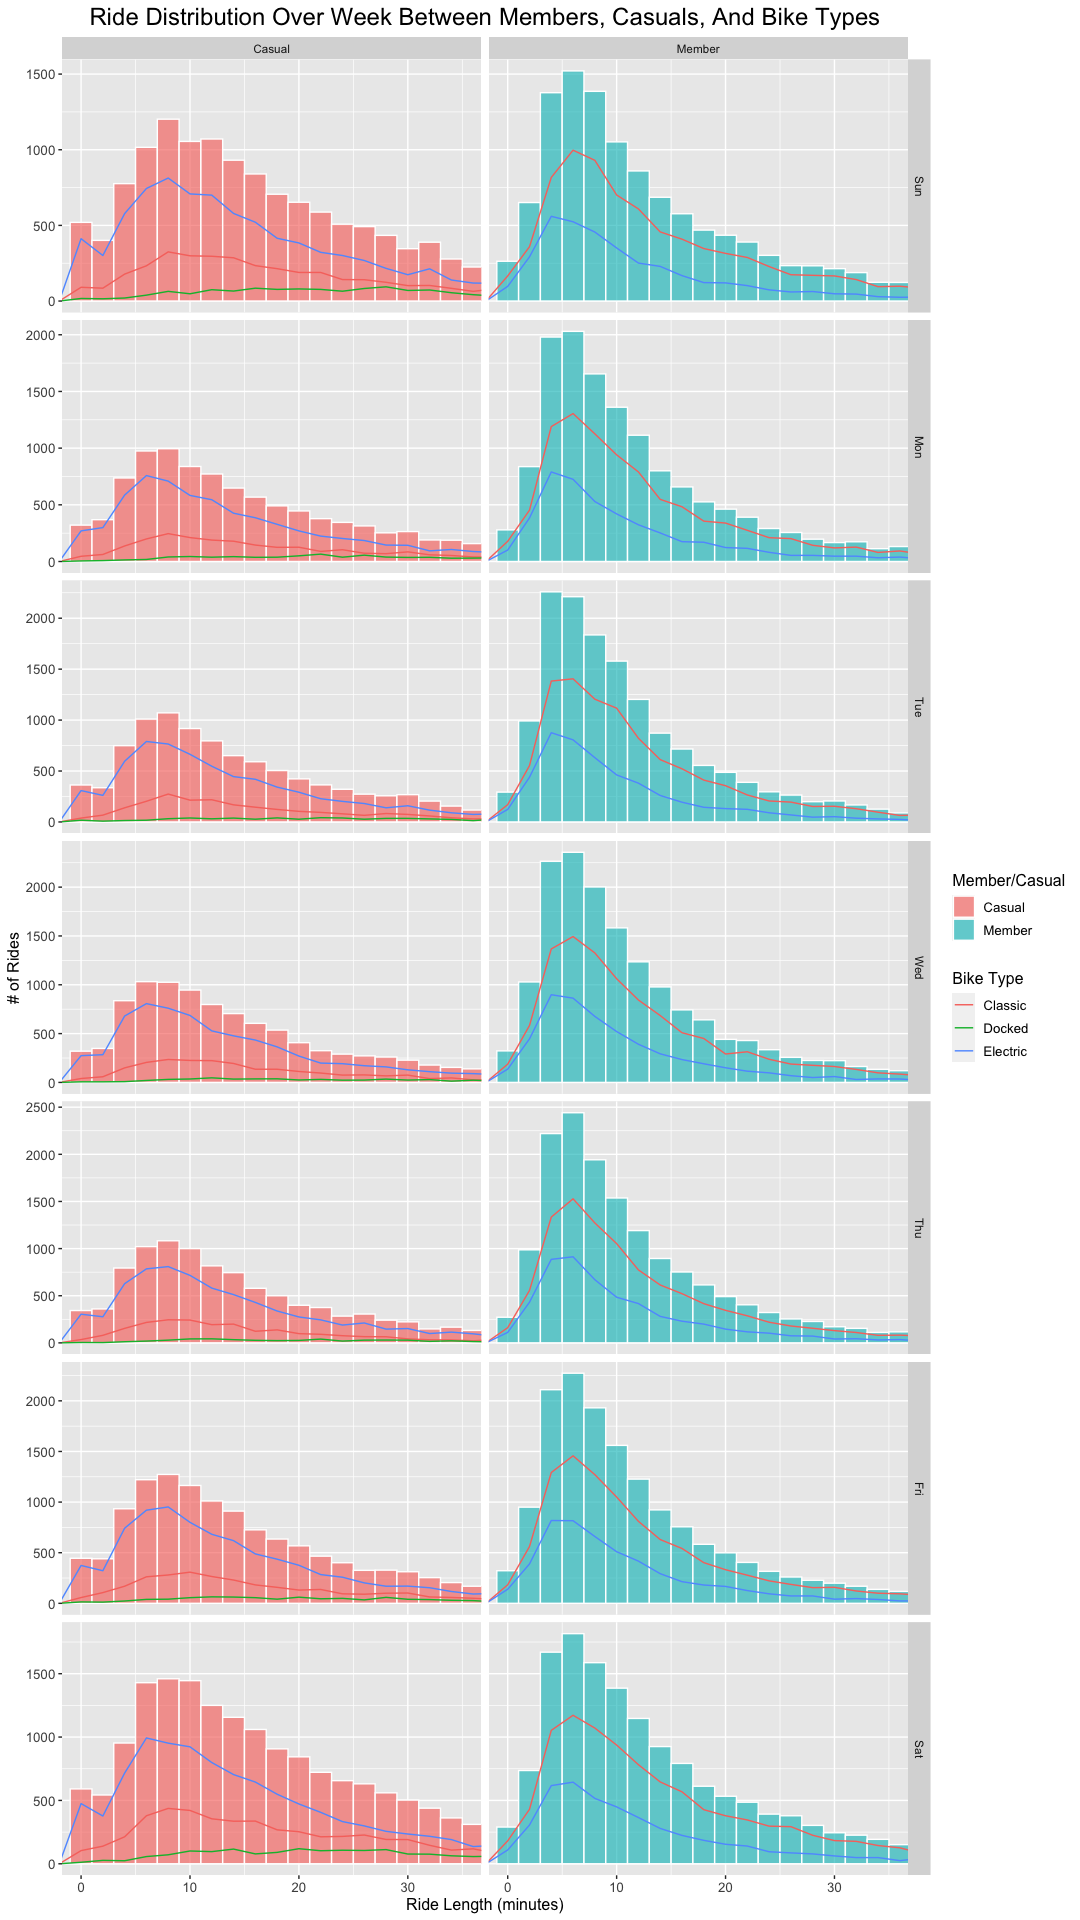 Ride Distribution Over Week Between Members, Casuals, And Bike Types
Casual
Member
1500
1000
500
0
Sun
2000
1500
1000
500
0
Mon
2000
1500
1000
500
0
Tue
2000
1500
1000
500
0
Wed
2500
2000
1500
1000
500
0
Thu
2000
1500
1000
500
0
Fri
1500
1000
500
0
Sat
# of Rides
0 10 20 30 0 10 20 30
Ride Length (minutes)
Member/Casual
Casual
Member
Bike Type
Classic
Docked
Electric